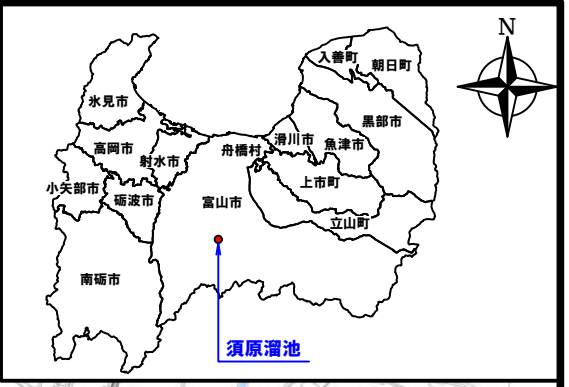 N
入善町
朝日町
氷見市
黒部市
滑川市
魚津市
高岡市
射水市
舟橋村
上市町
小矢部市
砺波市
富山市
立山町
南砺市
須原溜池